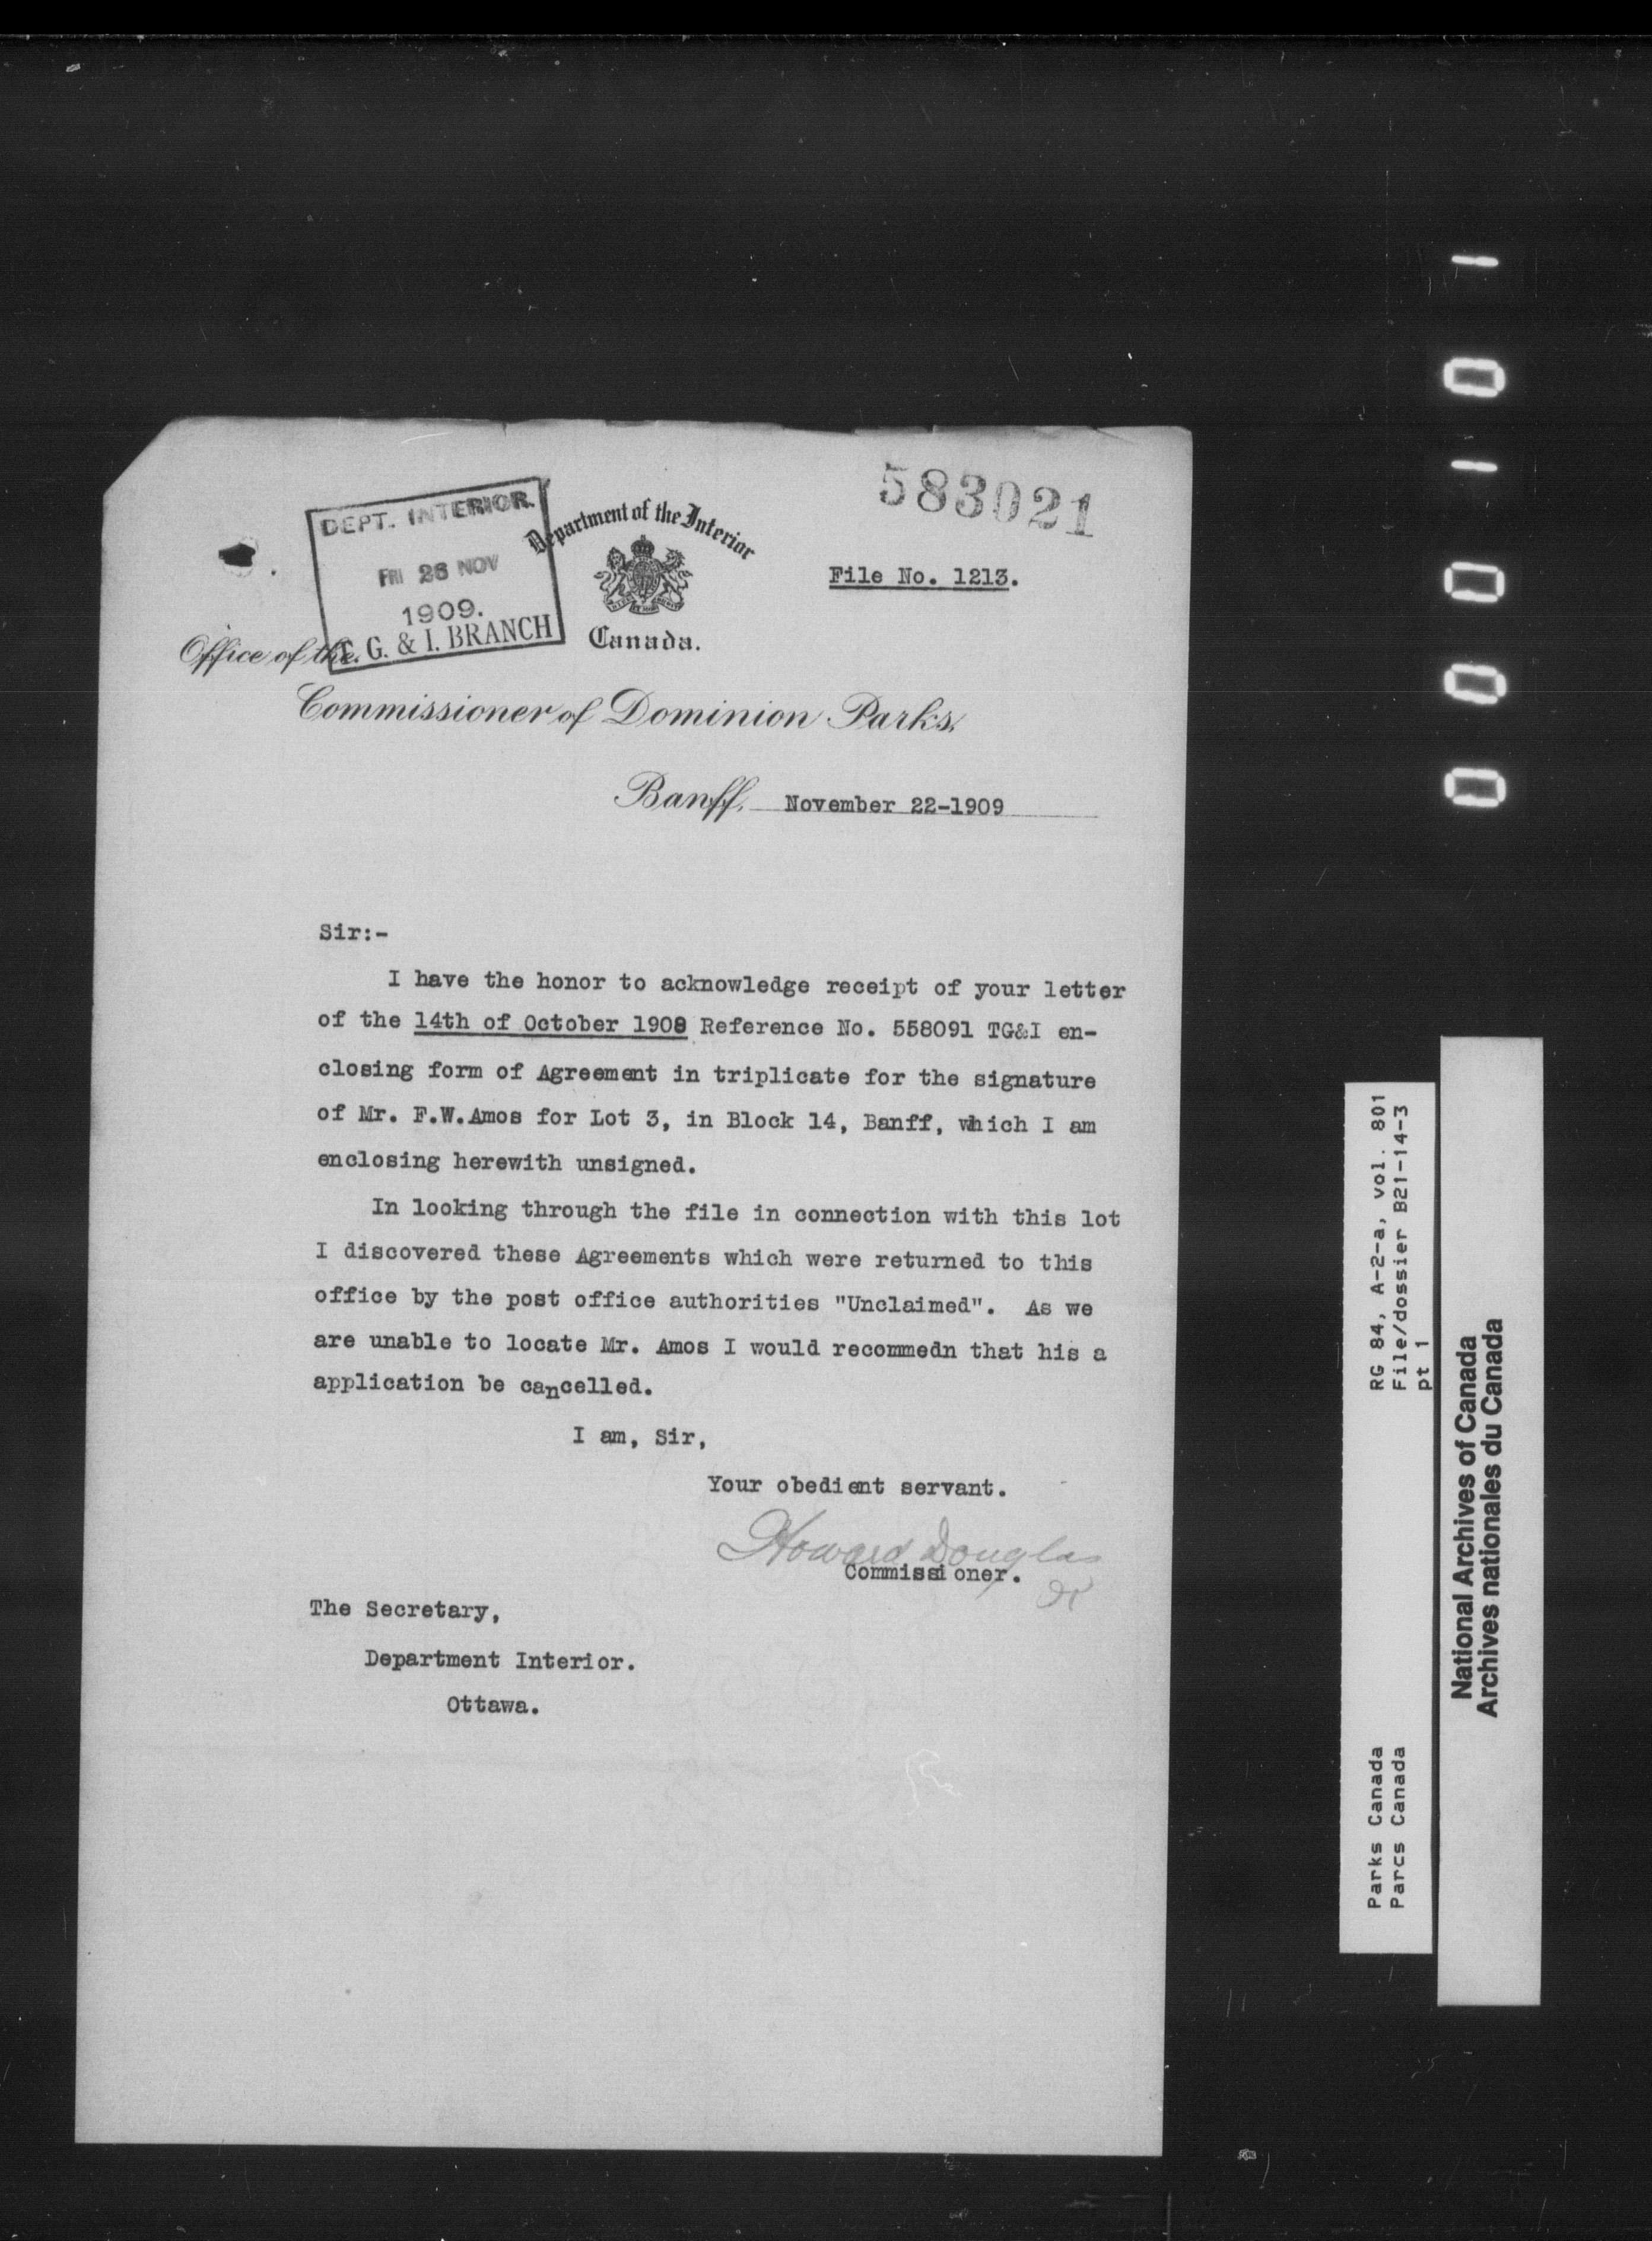 583021
DEPT. INTERIOR.
FRI 26 NOV
1909.
T. G. & I. BRANCH
Department of the Interior
Canada.
File No. 1213.
Office of the
Commissioner of Dominion Parks,
Banff, November 22-1909
Sir:-
I have the honor to acknowledge receipt of your letter
of the 14th of October 1908 Reference No. 558091 TG&I en-
closing form of Agreement in triplicate for the signature
of Mr. F.W.Amos for Lot 3, in Block 14, Banff, which I am
enclosing herewith unsigned.
In looking through the file in connection with this lot
I discovered these Agreements which were returned to this
office by the post office authorities "Unclaimed". As we
are unable to locate Mr. Amos I would recommedn that his a
application be cancelled.
I am, Sir,
Your obedient servant.
Howard Douglas
Commissioner.
The Secretary,
Department Interior.
Ottawa.
000101
RG 84, A-2-a, vol. 801
File/dossier B21-14-3
pt 1
Parks Canada
Parcs Canada
National Archives of Canada
Archives nationales du Canada